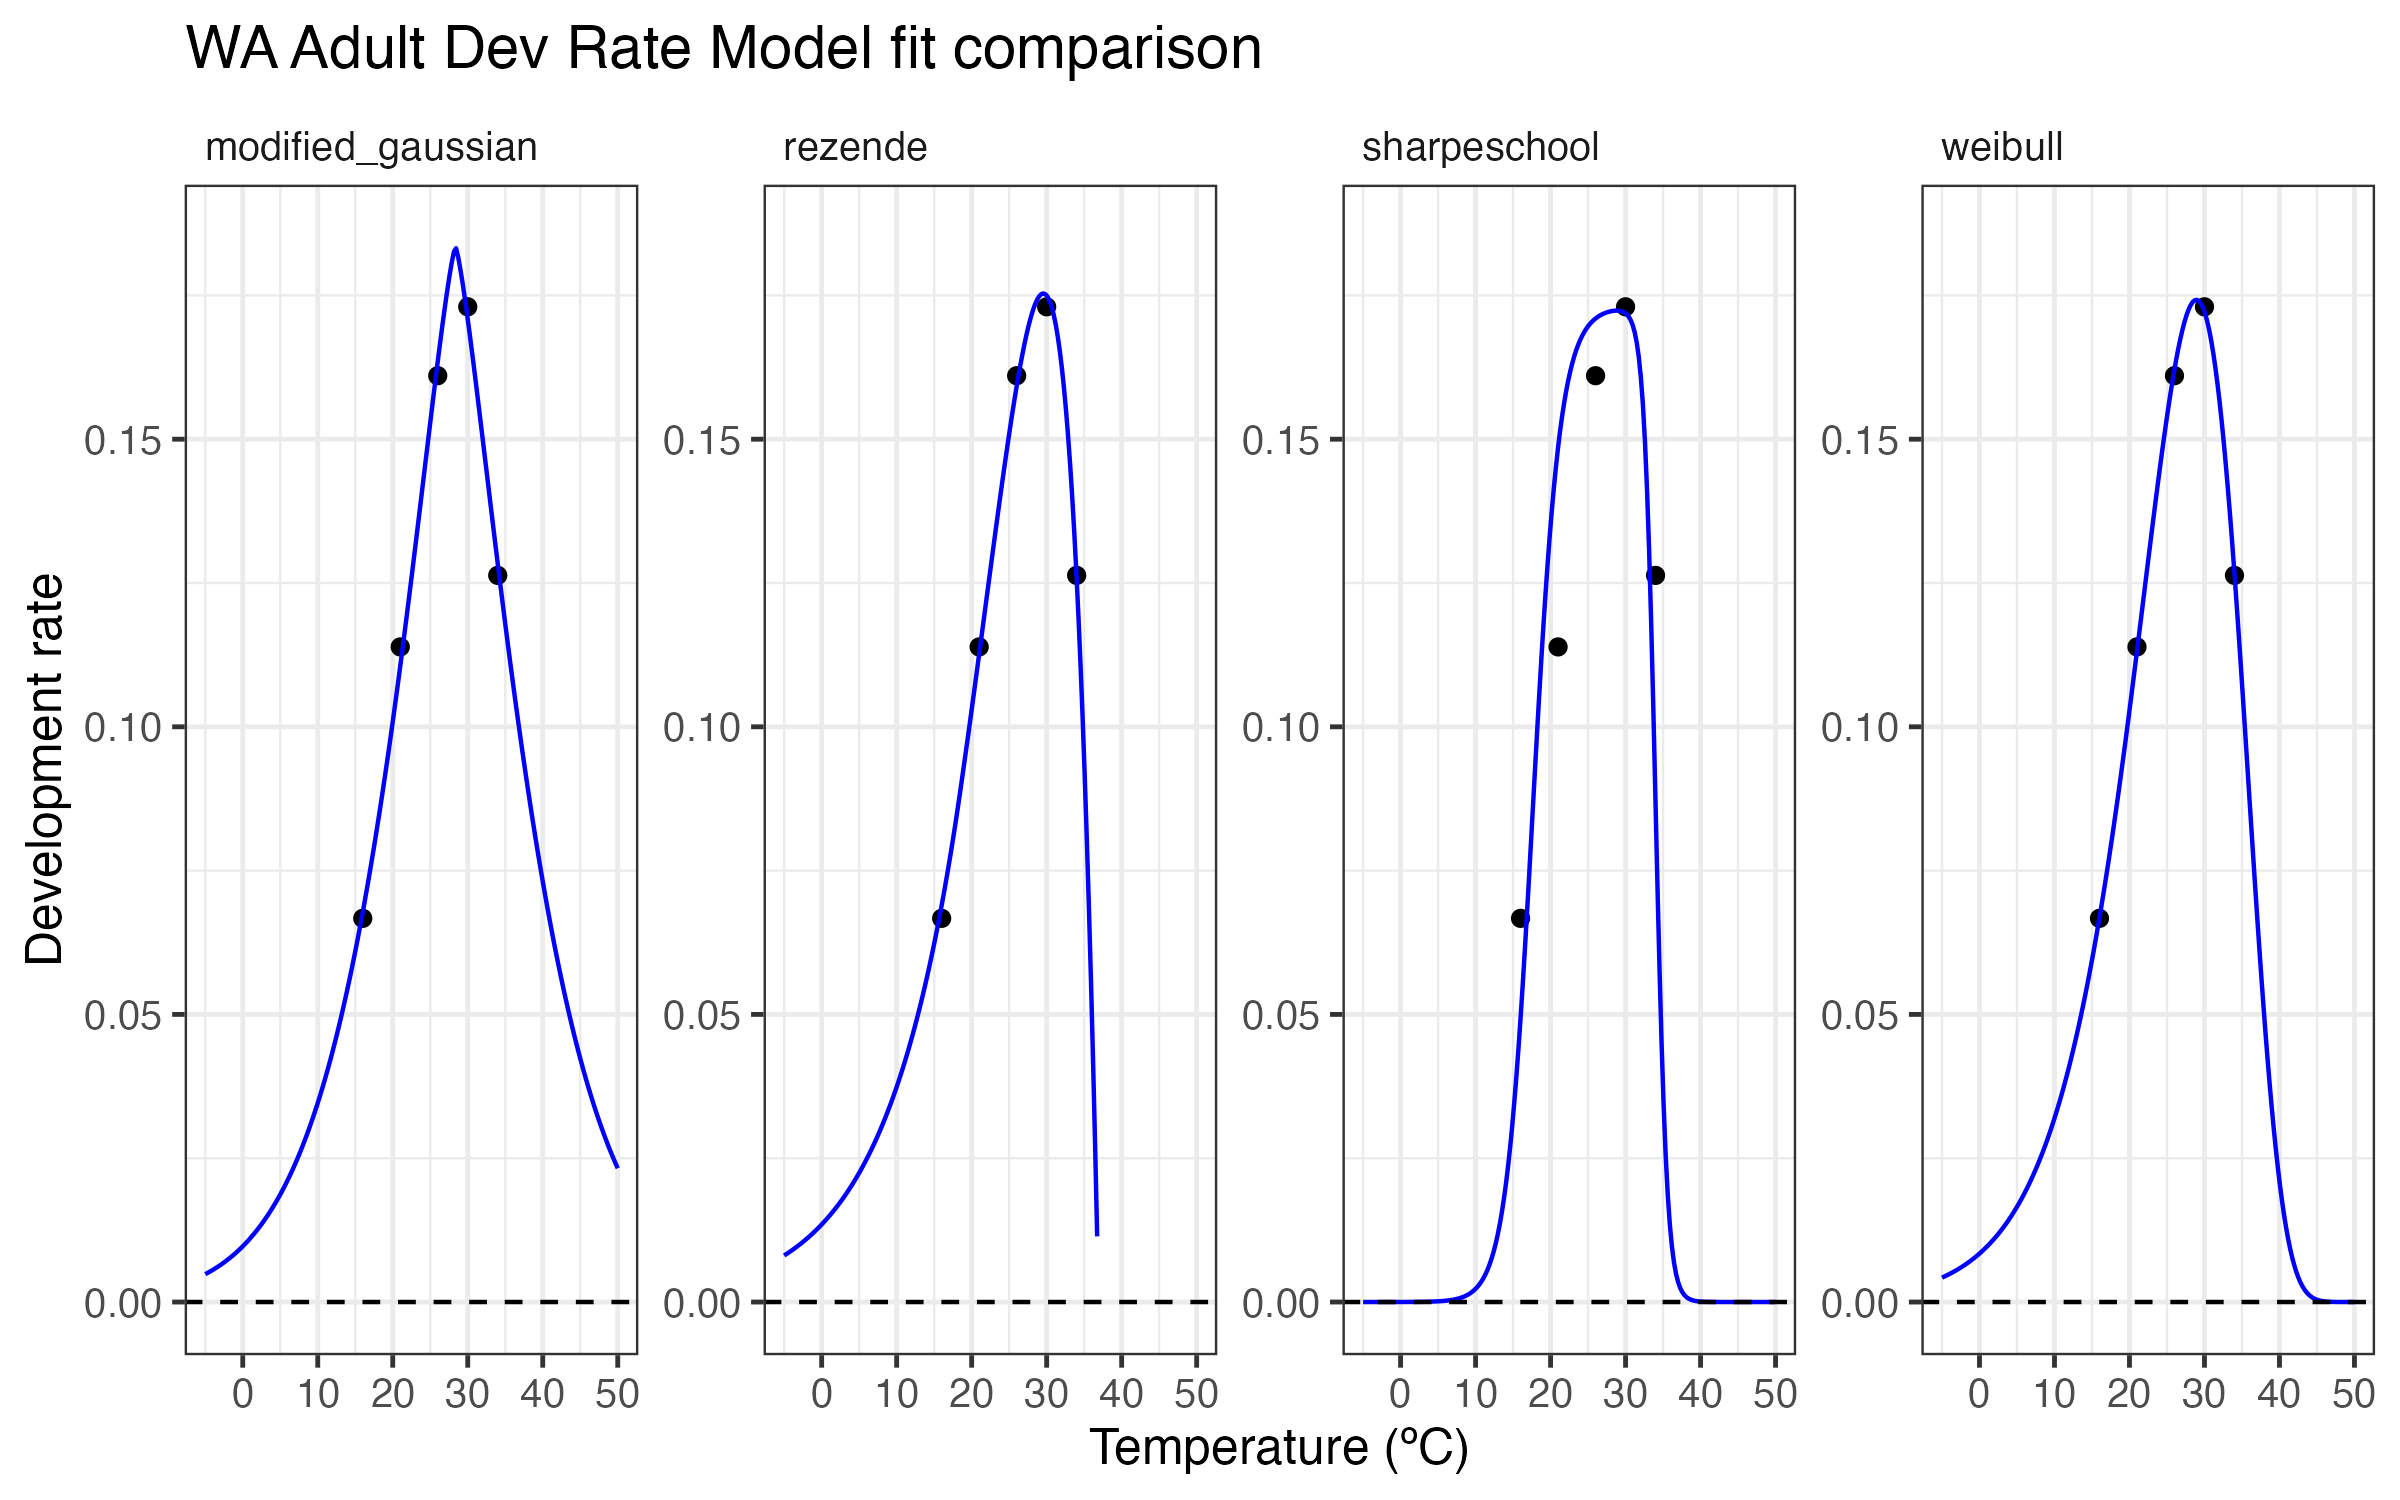 WA Adult Dev Rate Model fit comparison
modified_gaussian rezende sharpeschool weibull
0.15 0.15 0.15 0.15
Development rate
0.10 0.10 0.10 0.10
0.05 0.05 0.05 0.05
0.00 0.00 0.00 0.00
0 10 20 30 40 50 0 10 20 30 40 50 0 10 20 30 40 50 0 10 20 30 40 50
Temperature (ºC)